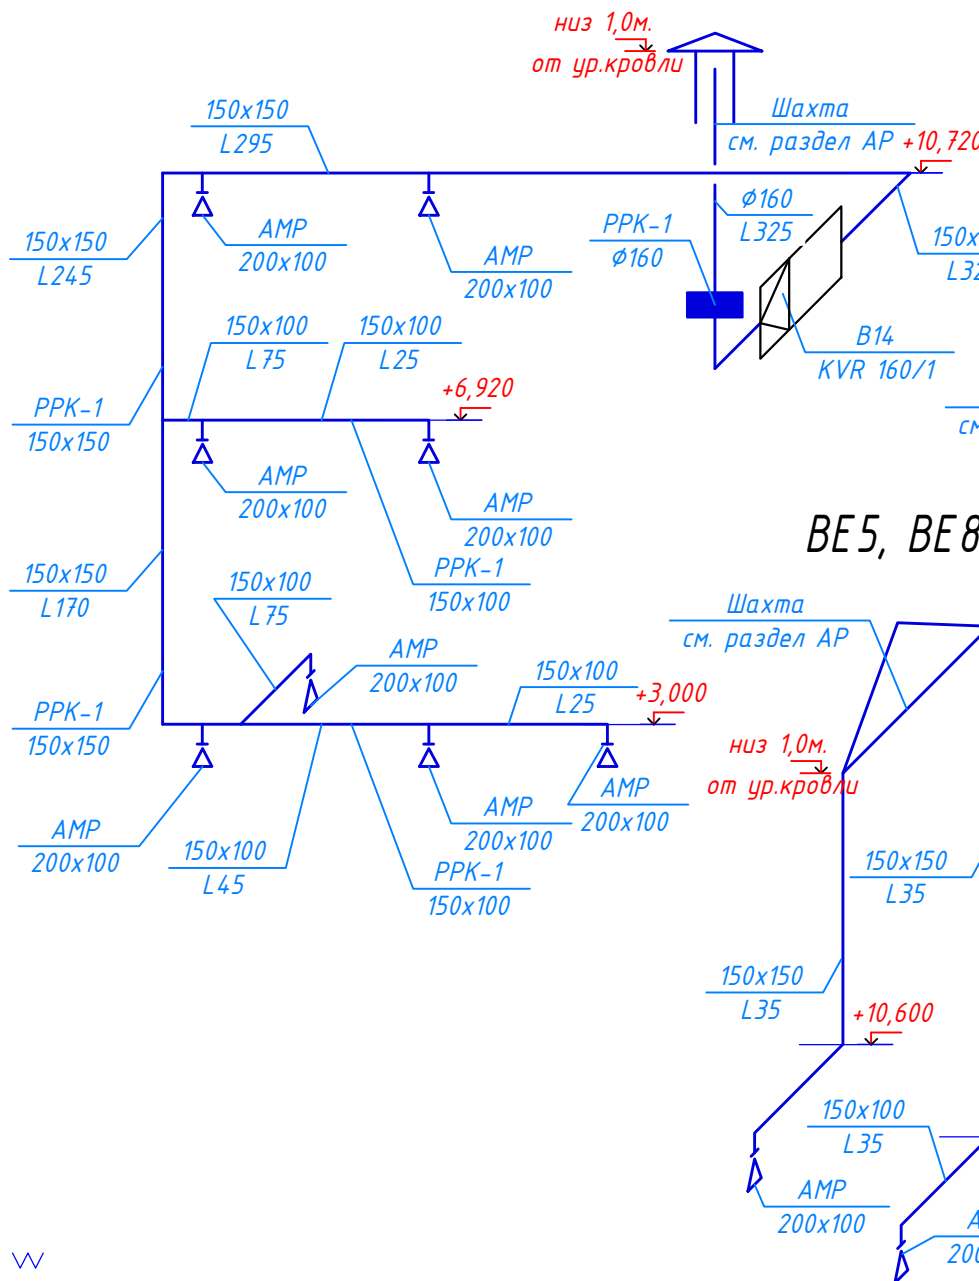 низ 1,0м.
от ур.кровли
150x150
L295
Шахта
см. раздел АР
+10,720
150x150
L245
АМР
200x100
АМР
200x100
РРК-1
Ф160
Ф160
L325
150x100
L75
150x100
L25
В14
KVR 160/1
+6,920
РРК-1
150x150
АМР
200x100
АМР
200x100
ВЕ5, ВЕ8
150x150
L170
150x100
L75
РРК-1
150x100
Шахта
см. раздел АР
АМР
200x100
150x100
L25
+3,000
РРК-1
150x150
низ 1,0м.
от ур.кровли
АМР
200x100
150x100
L45
АМР
200x100
АМР
200x100
РРК-1
150x100
150x150
L35
150x150
L35
+10,600
150x100
L35
АМР
200x100